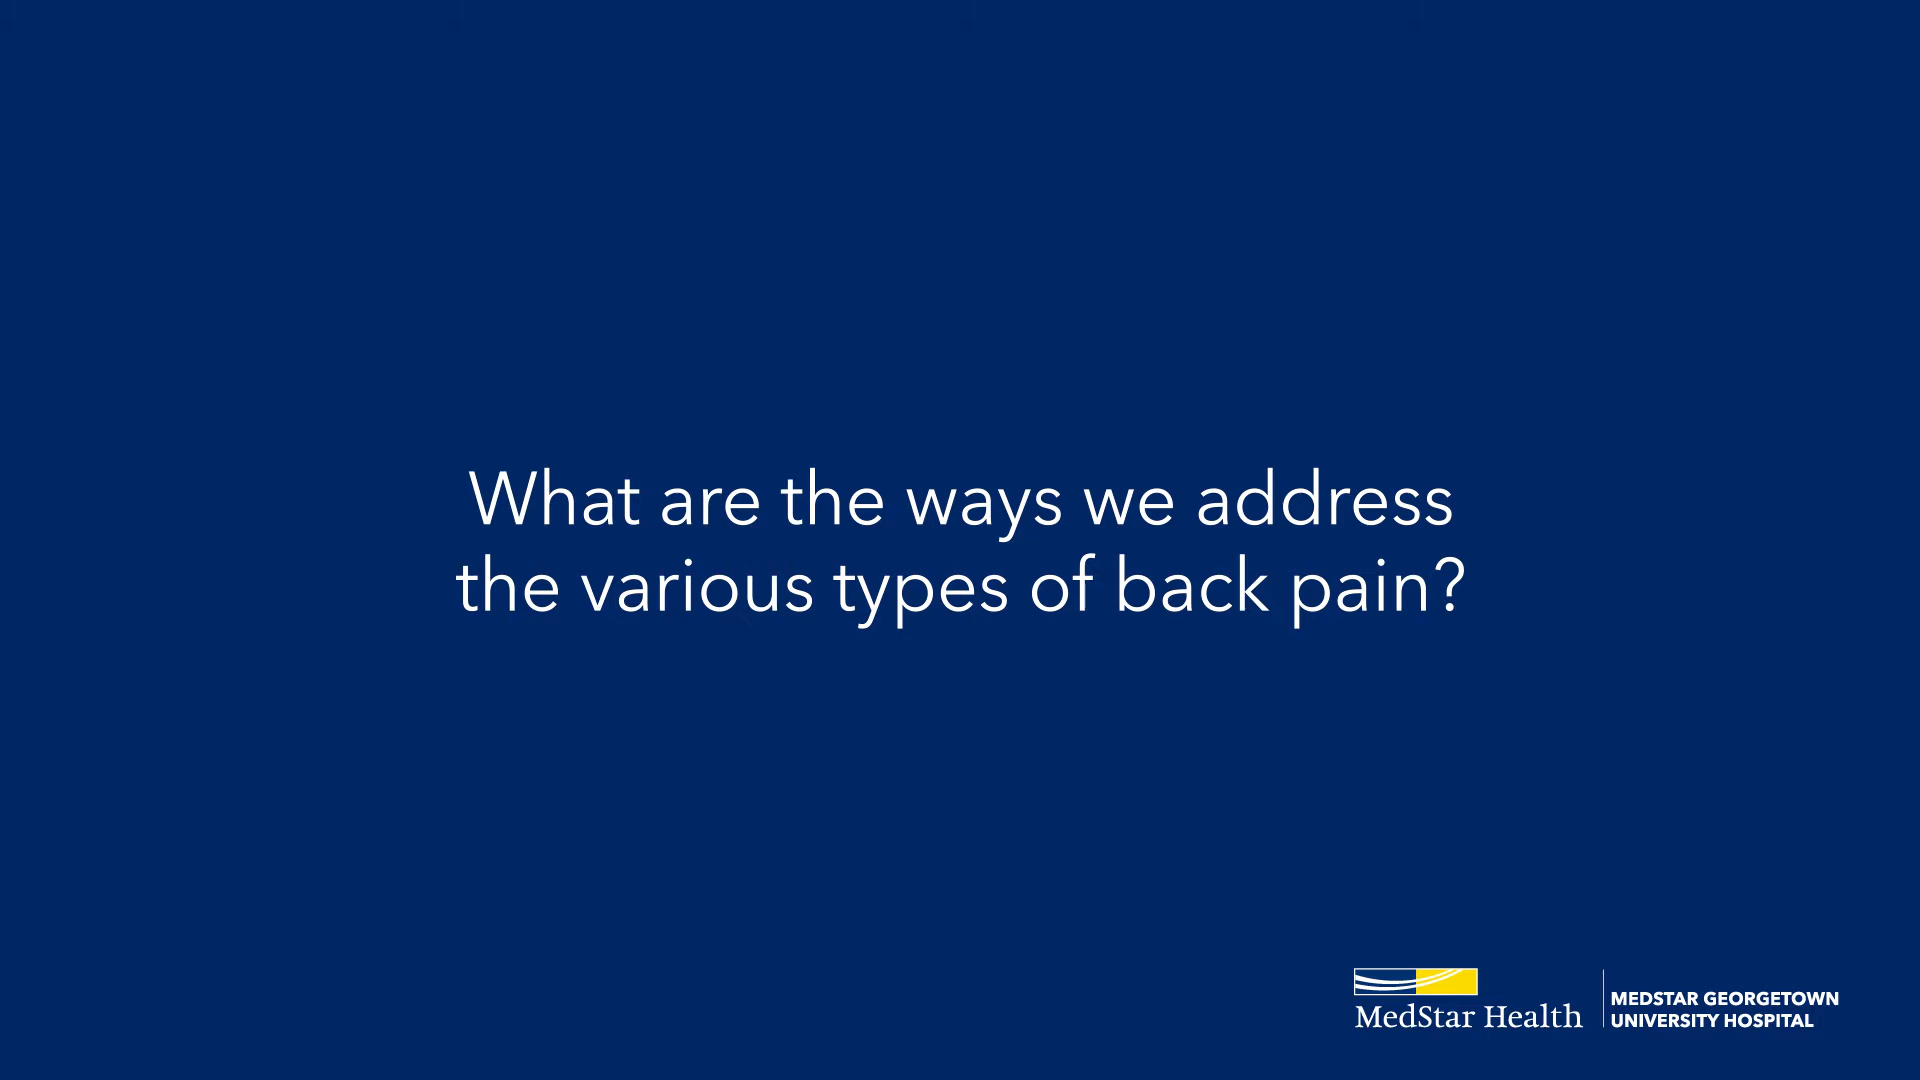 What are the ways we address
the various types of back pain?
MedStar Health
MEDSTAR GEORGETOWN
UNIVERSITY HOSPITAL